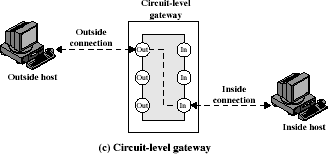 Circuit-level
gateway
Outside
connection
Out
In
Outside host
Out
In
Inside
connection
Out
In
Inside host
(c) Circuit-level gateway